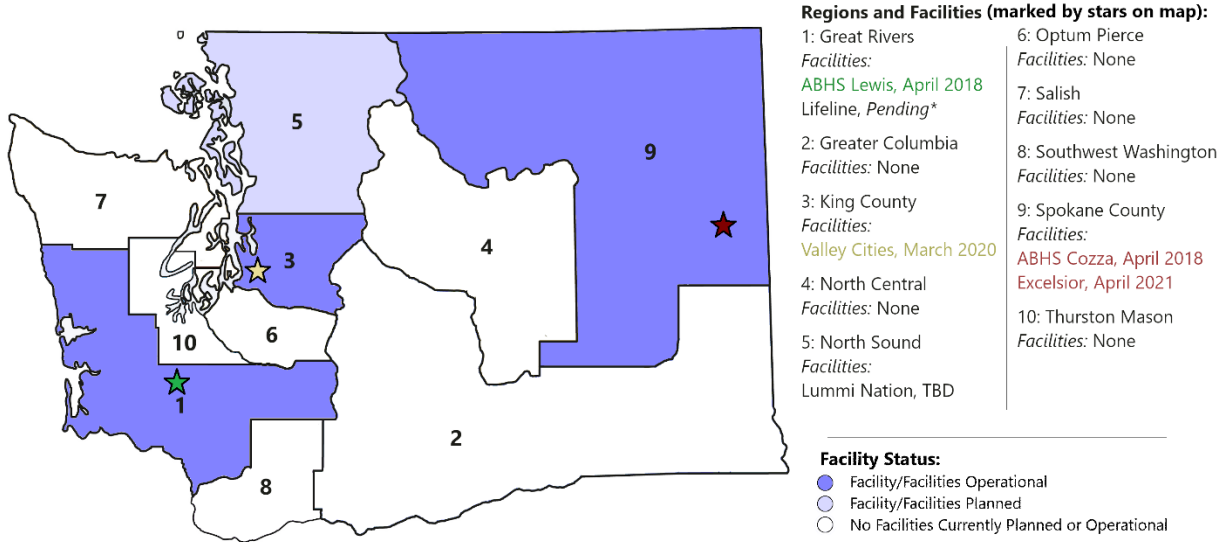 Regions and Facilities (marked by stars on map):
1: Great Rivers
Facilities:
ABHS Lewis, April 2018
Lifeline, Pending*
2: Greater Columbia
Facilities: None
3: King County
Facilities:
Valley Cities, March 2020
4: North Central
Facilities: None
5: North Sound
Facilities:
Lummi Nation, TBD
6: Optum Pierce
Facilities: None
7: Salish
Facilities: None
8: Southwest Washington
Facilities: None
9: Spokane County
Facilities:
ABHS Cozza, April 2018
Excelsior, April 2021
10: Thurston Mason
Facilities: None
Facility Status:
Facility/Facilities Operational
Facility/Facilities Planned
No Facilities Currently Planned or Operational
5
9
7
4
3
6
10
1
2
8